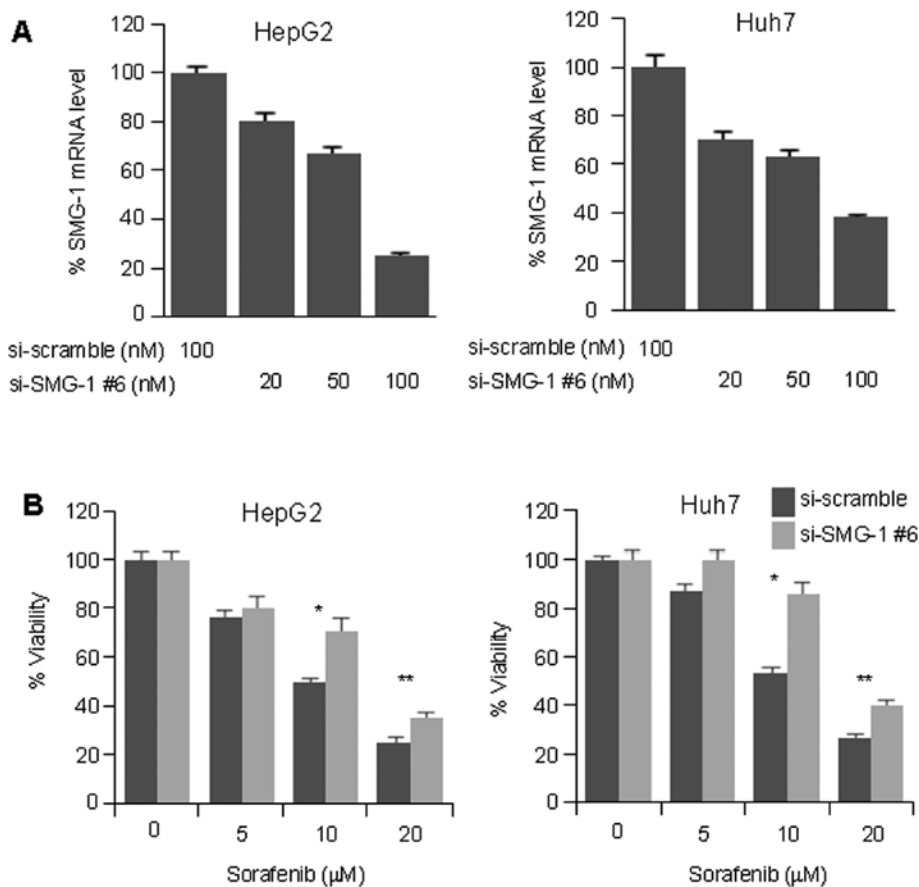 A
HepG2
% SMG-1 mRNA level
120
100
80
60
40
20
0
si-scramble (nM) 100
si-SMG-1 #6 (nM) 20 50 100
Huh7
% SMG-1 mRNA level
120
100
80
60
40
20
0
si-scramble (nM) 100
si-SMG-1 #6 (nM) 20 50 100
B
HepG2
% Viability
120
100
80
60
40
20
0
*
**
0 5 10 20
Sorafenib (μM)
Huh7
si-scramble
si-SMG-1 #6
% Viability
120
100
80
60
40
20
0
*
**
0 5 10 20
Sorafenib (μM)